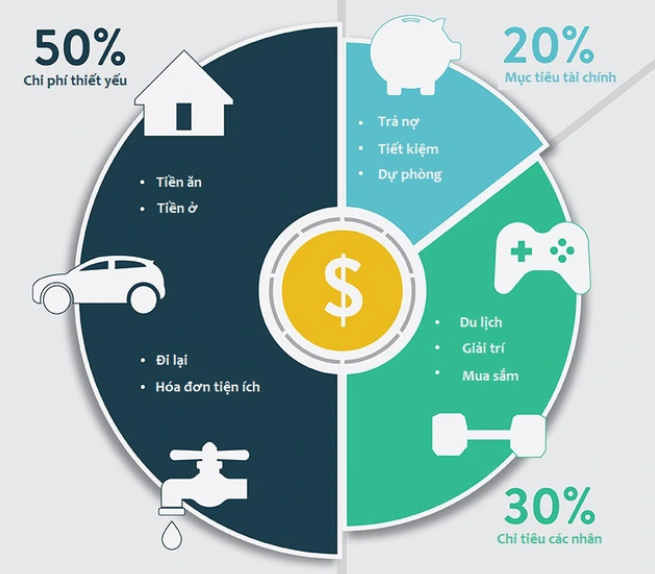 50%
Chi phí thiết yếu
20%
Mục tiêu tài chính
• Trả nợ
• Tiết kiệm
• Dự phòng
• Tiền ăn
• Tiền ở
$
• Du lịch
• Giải trí
• Mua sắm
• Đi lại
• Hóa đơn tiện ích
30%
Chi tiêu các nhân